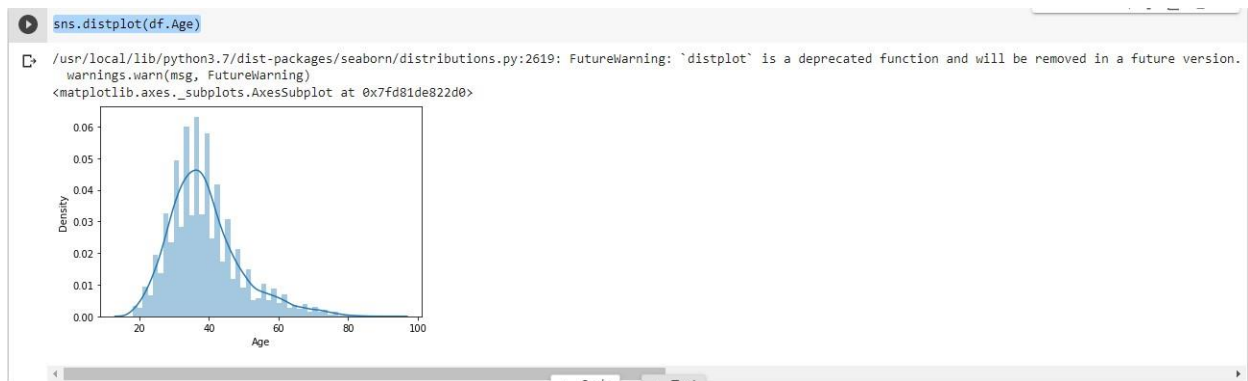 sns.distplot(df.Age)
/usr/local/lib/python3.7/dist-packages/seaborn/distributions.py:2619: FutureWarning: `distplot` is a deprecated function and will be removed in a future version.
warnings.warn(msg, FutureWarning)
<matplotlib.axes._subplots.AxesSubplot at 0x7fd81de822d0>
0.06
0.05
0.04
0.03
0.02
0.01
0.00
Density
20 40 60 80 100
Age